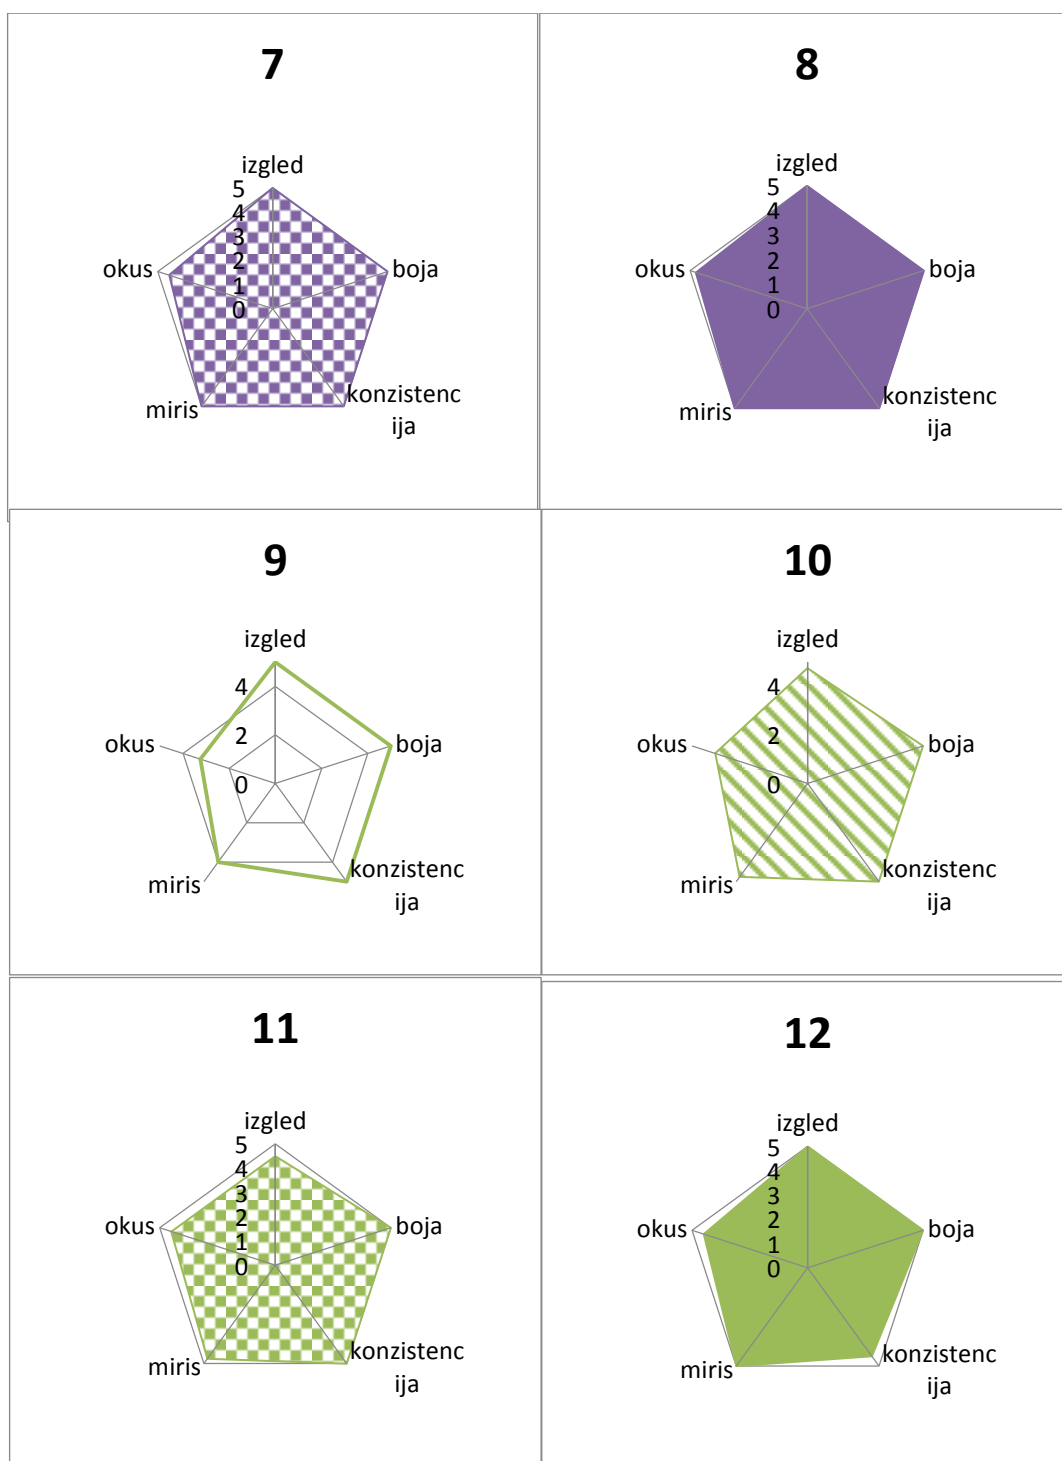 7
izgled
5
4
3
2
1
0
okus
boja
miris
konzistenc
ija
8
izgled
5
4
3
2
1
0
boja
miris
konzistenc
ija
9
izgled
4
2
0
okus
boja
miris
konzistenc
ija
10
izgled
4
2
0
okus
boja
miris
konzistenc
ija
11
izgled
5
4
3
2
1
0
okus
boja
miris
konzistenc
ija
12
izgled
5
4
3
2
1
0
okus
boja
miris
konzistenc
ija